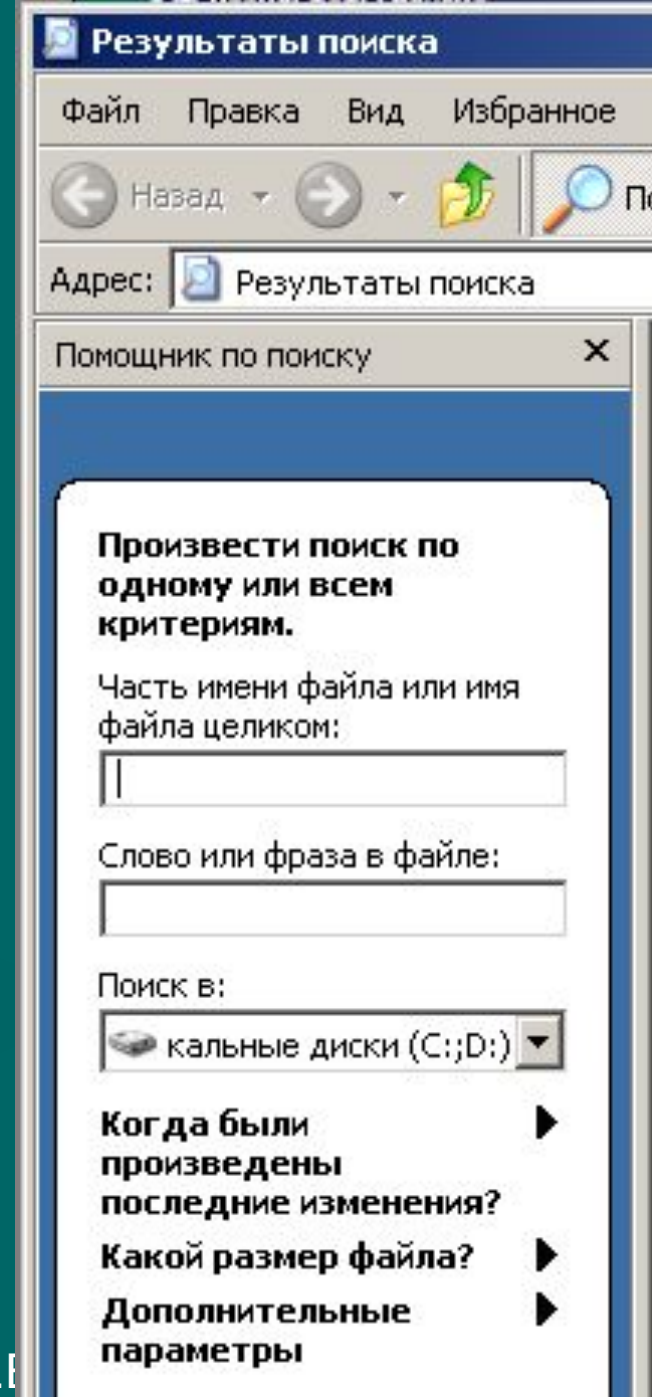 Результаты поиска
Файл Правка Вид Избранное
Назад
Адрес: Результаты поиска
Помощник по поиску
Произвести поиск по
одному или всем
критериям.
Часть имени файла или имя
файла целиком:
Слово или фраза в файле:
Поиск в:
кальные диски (C:;D:)
Когда были
произведены
последние изменения?
Какой размер файла?
Дополнительные
параметры